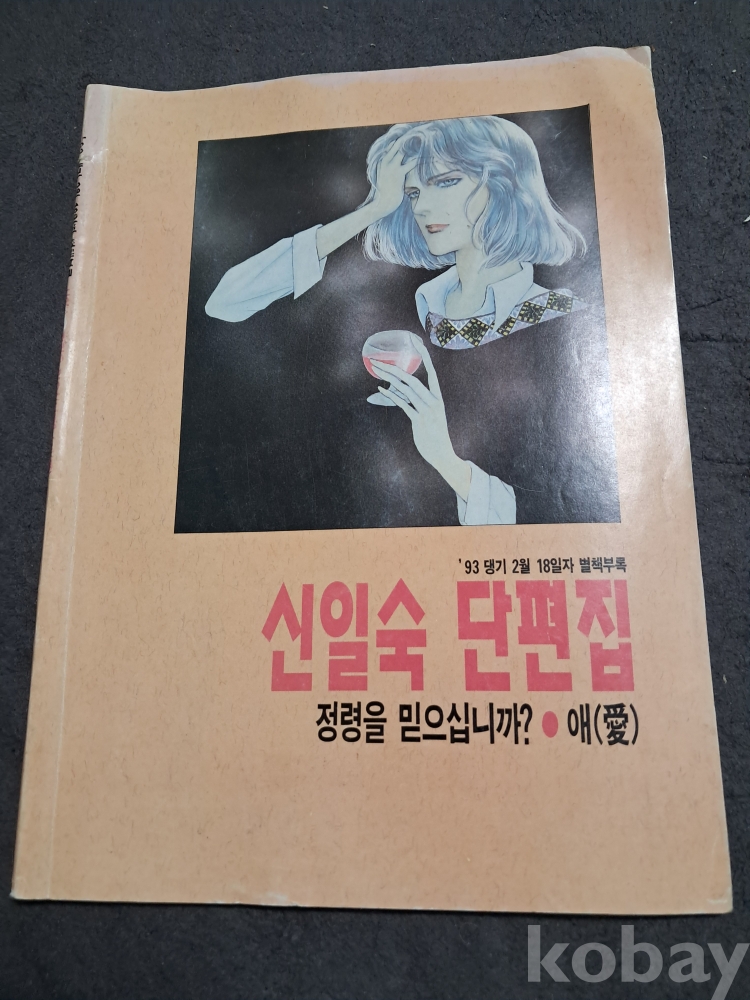 '93 댕기 2월 18일자 별책부록
신일숙 단편집
정령을 믿으십니까? ● 애(愛)
kobay